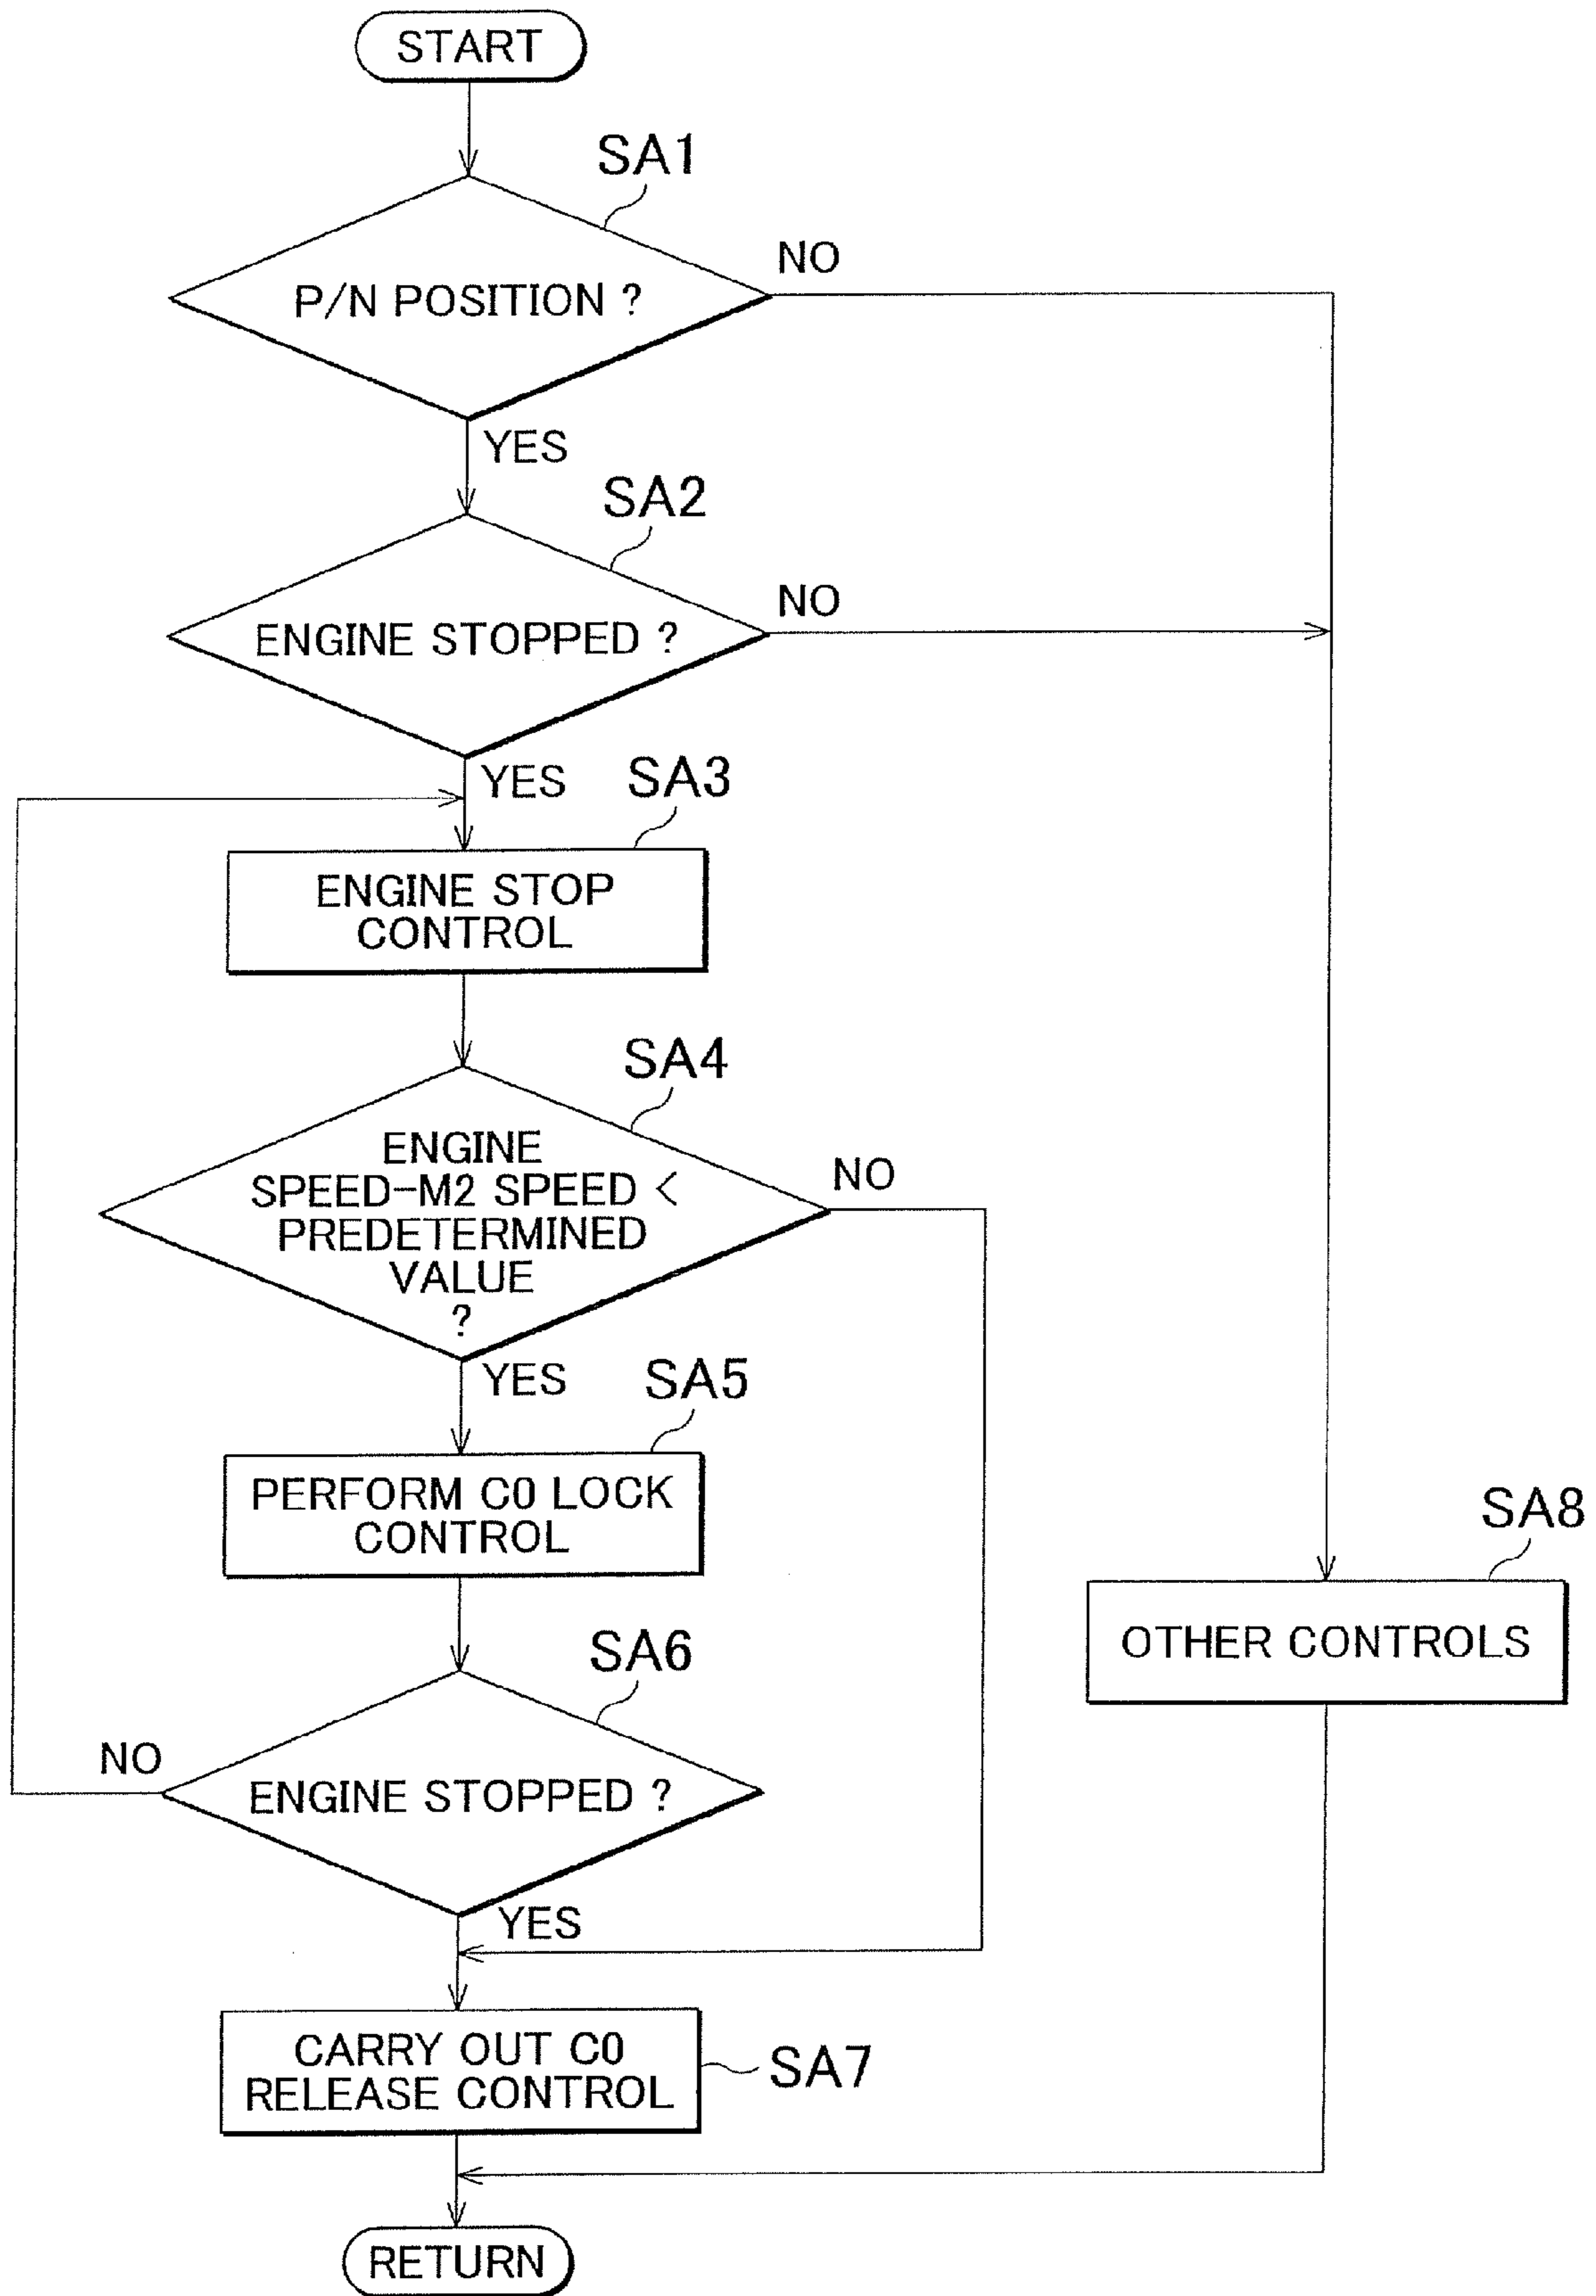 START
SA1
P/N POSITION ?
NO
YES
SA2
ENGINE STOPPED ?
NO
YES
SA3
ENGINE STOP
CONTROL
SA4
ENGINE
SPEED-M2 SPEED <
PREDETERMINED
VALUE
?
NO
YES
SA5
PERFORM C0 LOCK
CONTROL
SA6
ENGINE STOPPED ?
NO
YES
SA7
CARRY OUT C0
RELEASE CONTROL
SA8
OTHER CONTROLS
RETURN